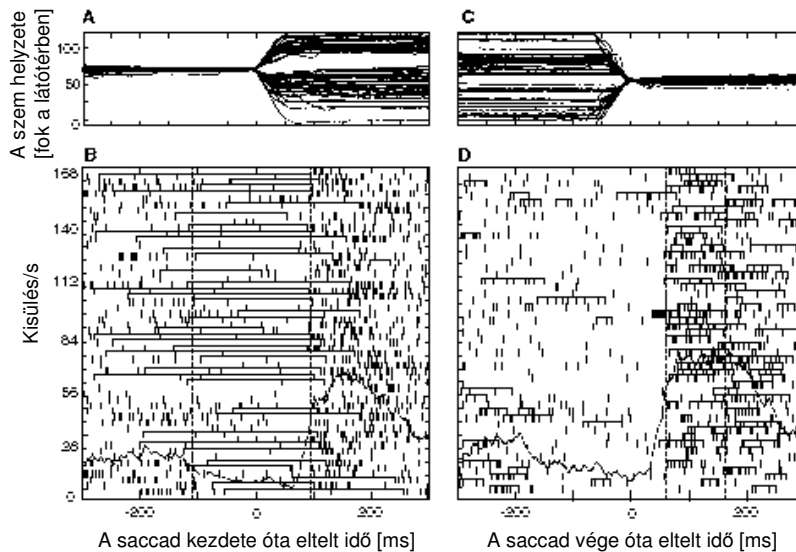 A
C
A szem helyzete
[fok a látótérben]
100
50
0
B
D
Kisülés/s
168
140
112
84
56
28
0
-200
0
200
-200
0
200
A saccad kezdete óta eltelt idő [ms]
A saccad vége óta eltelt idő [ms]